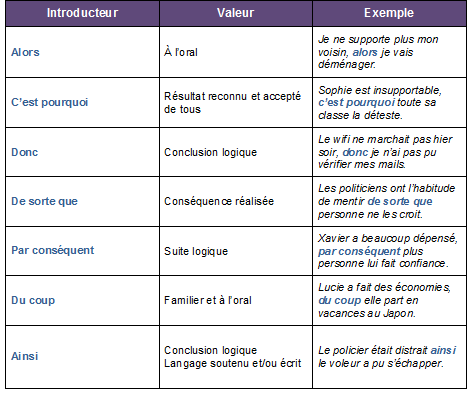 Introducteur Valeur Exemple
Alors
À l'oral
Je ne supporte plus mon
voisin, alors je vais
déménager.
C'est pourquoi
Résultat reconnu et accepté
de tous
Sophie est insupportable,
c'est pourquoi toute sa
classe la déteste.
Donc
Conclusion logique
Le wifi ne marchait pas hier
soir, donc je n'ai pas pu
vérifier mes mails.
De sorte que
Conséquence réalisée
Les politiciens ont l'habitude
de mentir de sorte que
personne ne les croit.
Par conséquent
Suite logique
Xavier a beaucoup dépensé,
par conséquent plus
personne lui fait confiance.
Du coup
Familier et à l'oral
Lucie a fait des économies,
du coup elle part en
vacances au Japon.
Ainsi
Conclusion logique
Langage soutenu et/ou écrit
Le policier était distrait ainsi
le voleur a pu s'échapper.